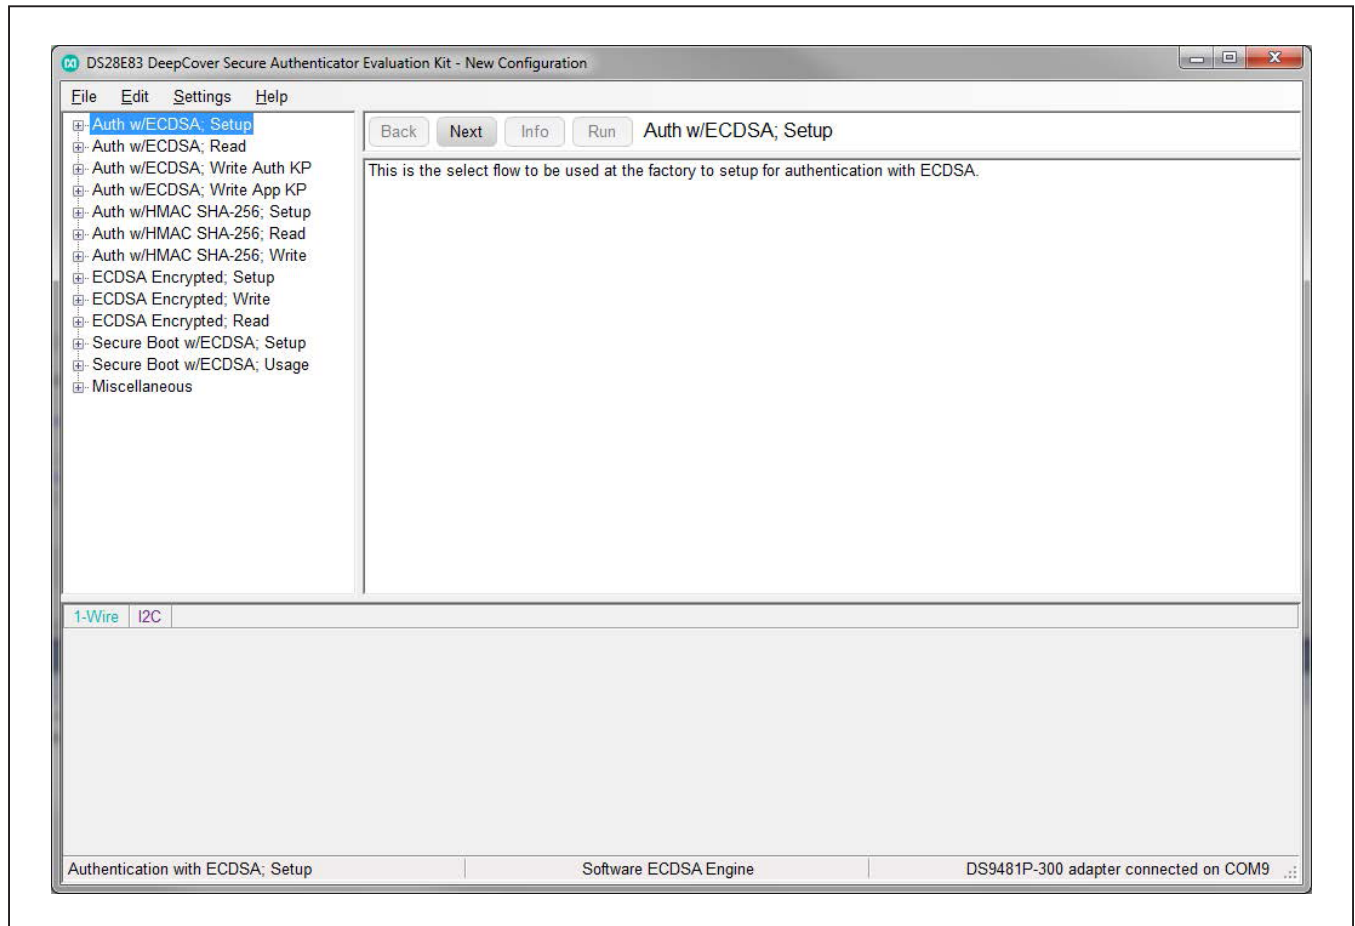 DS28E83 DeepCover Secure Authenticator Evaluation Kit - New Configuration
File Edit Settings Help
Auth w/ECDSA; Setup
Auth w/ECDSA; Read
Auth w/ECDSA; Write Auth KP
Auth w/ECDSA; Write App KP
Auth w/HMAC SHA-256; Setup
Auth w/HMAC SHA-256; Read
Auth w/HMAC SHA-256; Write
ECDSA Encrypted; Setup
ECDSA Encrypted; Write
ECDSA Encrypted; Read
Secure Boot w/ECDSA; Setup
Secure Boot w/ECDSA; Usage
Miscellaneous
Back Next Info Run Auth w/ECDSA; Setup
This is the select flow to be used at the factory to setup for authentication with ECDSA.
1-Wire I2C
Authentication with ECDSA; Setup Software ECDSA Engine DS9481P-300 adapter connected on COM9